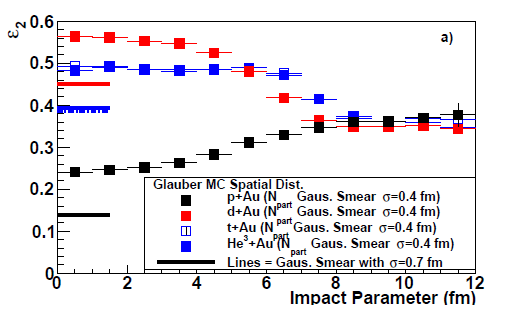 ε2
0.6
0.5
0.4
0.3
0.2
0.1
0
a)
Glauber MC Spatial Dist.
p+Au (Npart Gaus. Smear σ=0.4 fm)
d+Au (Npart Gaus. Smear σ=0.4 fm)
t+Au (Npart Gaus. Smear σ=0.4 fm)
He3+Au (Npart Gaus. Smear σ=0.4 fm)
Lines = Gaus. Smear with σ=0.7 fm
0 2 4 6 8 10 12
Impact Parameter (fm)